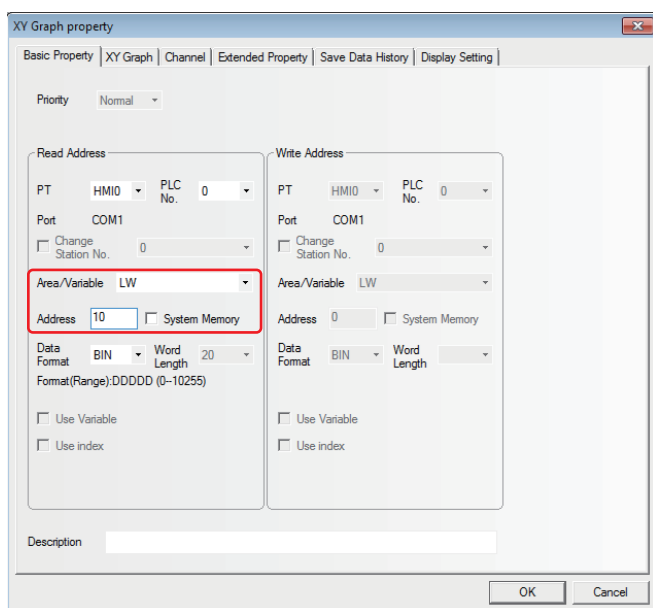 XY Graph property
Basic Property XY Graph Channel Extended Property Save Data History Display Setting
Priority Normal
Read Address
PT HMI0 PLC No. 0
Port COM1
Change Station No. 0
Area/Variable LW
Address 10 System Memory
Data Format BIN Word Length 20
Format(Range):DDDDD (0~10255)
Use Variable
Use index
Write Address
PT HMI0 PLC No. 0
Port COM1
Change Station No. 0
Area/Variable LW
Address 0 System Memory
Data Format BIN Word Length
Use Variable
Use index
Description
OK Cancel